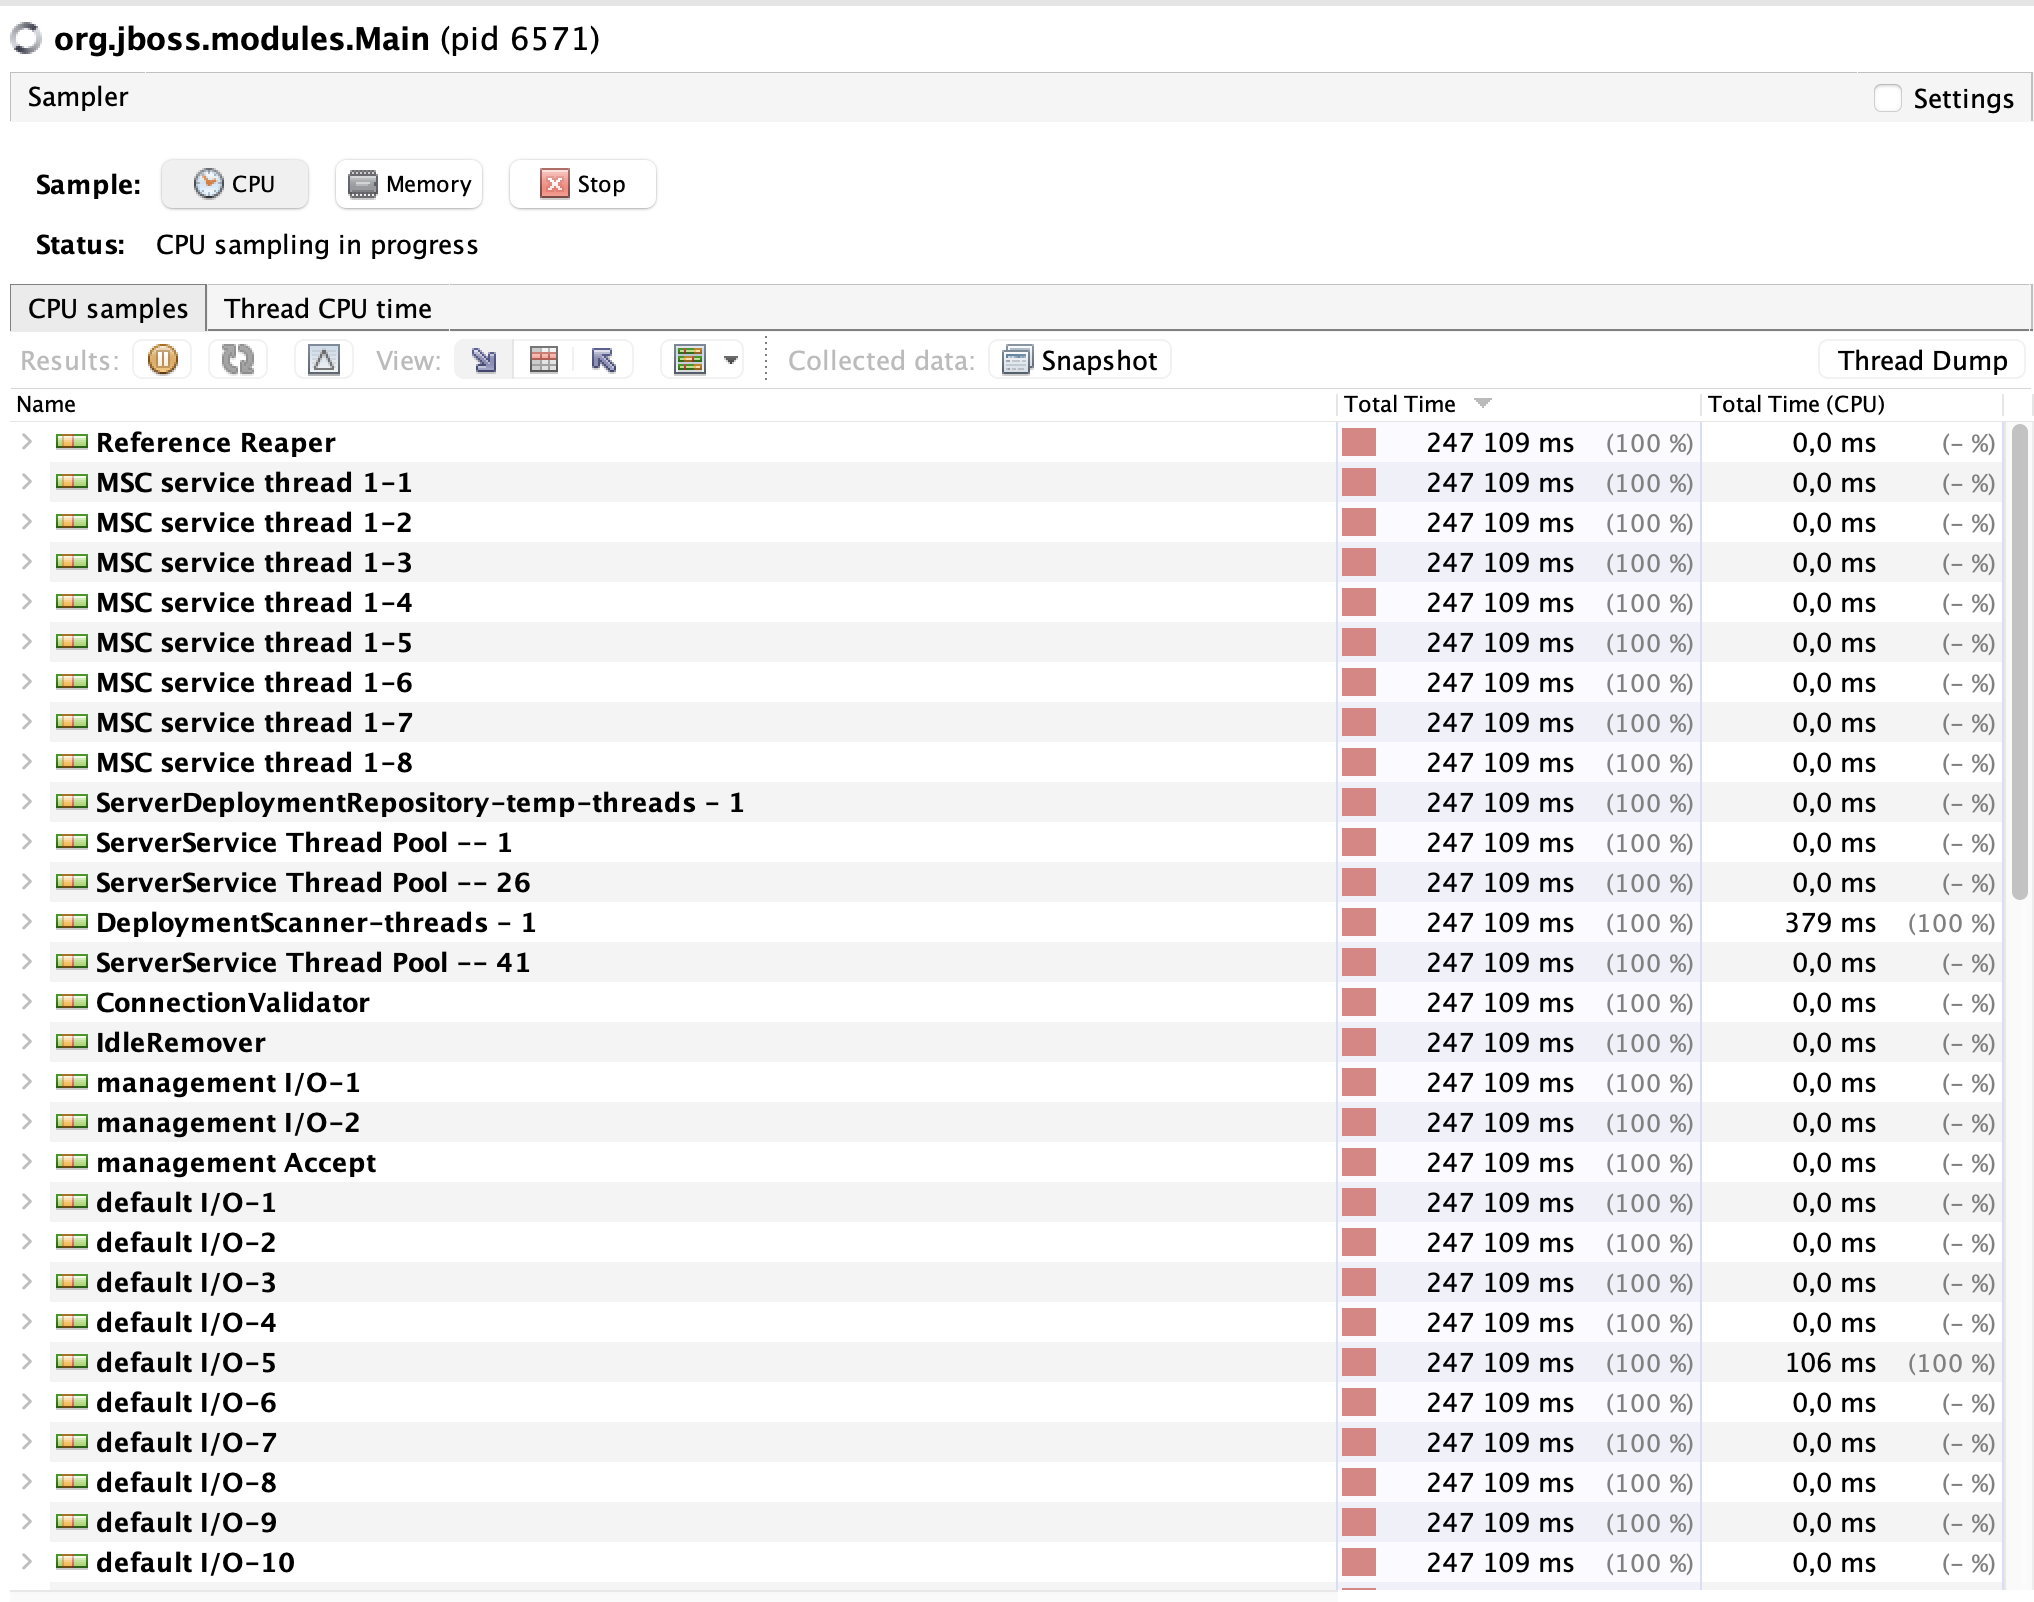 org.jboss.modules.Main (pid 6571)
Sampler Settings
Sample: CPU Memory Stop
Status: CPU sampling in progress
CPU samples Thread CPU time
Results: View: Collected data: Snapshot Thread Dump
Name Total Time Total Time (CPU)
Reference Reaper 247 109 ms (100 %) 0,0 ms (- %)
MSC service thread 1-1 247 109 ms (100 %) 0,0 ms (- %)
MSC service thread 1-2 247 109 ms (100 %) 0,0 ms (- %)
MSC service thread 1-3 247 109 ms (100 %) 0,0 ms (- %)
MSC service thread 1-4 247 109 ms (100 %) 0,0 ms (- %)
MSC service thread 1-5 247 109 ms (100 %) 0,0 ms (- %)
MSC service thread 1-6 247 109 ms (100 %) 0,0 ms (- %)
MSC service thread 1-7 247 109 ms (100 %) 0,0 ms (- %)
MSC service thread 1-8 247 109 ms (100 %) 0,0 ms (- %)
ServerDeploymentRepository-temp-threads - 1 247 109 ms (100 %) 0,0 ms (- %)
ServerService Thread Pool -- 1 247 109 ms (100 %) 0,0 ms (- %)
ServerService Thread Pool -- 26 247 109 ms (100 %) 0,0 ms (- %)
DeploymentScanner-threads - 1 247 109 ms (100 %) 379 ms (100 %)
ServerService Thread Pool -- 41 247 109 ms (100 %) 0,0 ms (- %)
ConnectionValidator 247 109 ms (100 %) 0,0 ms (- %)
IdleRemover 247 109 ms (100 %) 0,0 ms (- %)
management I/O-1 247 109 ms (100 %) 0,0 ms (- %)
management I/O-2 247 109 ms (100 %) 0,0 ms (- %)
management Accept 247 109 ms (100 %) 0,0 ms (- %)
default I/O-1 247 109 ms (100 %) 0,0 ms (- %)
default I/O-2 247 109 ms (100 %) 0,0 ms (- %)
default I/O-3 247 109 ms (100 %) 0,0 ms (- %)
default I/O-4 247 109 ms (100 %) 0,0 ms (- %)
default I/O-5 247 109 ms (100 %) 106 ms (100 %)
default I/O-6 247 109 ms (100 %) 0,0 ms (- %)
default I/O-7 247 109 ms (100 %) 0,0 ms (- %)
default I/O-8 247 109 ms (100 %) 0,0 ms (- %)
default I/O-9 247 109 ms (100 %) 0,0 ms (- %)
default I/O-10 247 109 ms (100 %) 0,0 ms (- %)